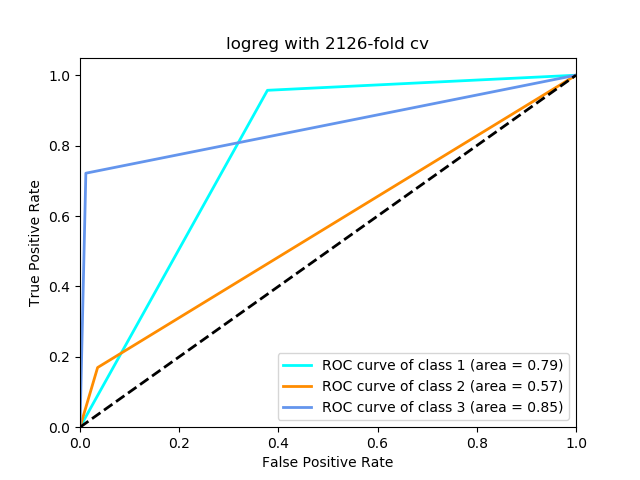 logreg with 2126-fold cv
True Positive Rate
1.0
0.8
0.6
0.4
0.2
0.0
0.0 0.2 0.4 0.6 0.8 1.0
False Positive Rate
ROC curve of class 1 (area = 0.79)
ROC curve of class 2 (area = 0.57)
ROC curve of class 3 (area = 0.85)